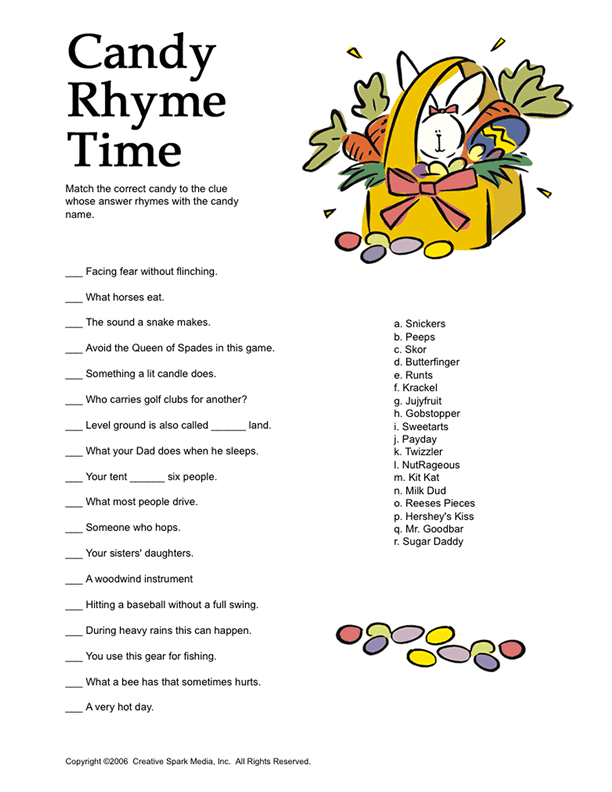 Candy
Rhyme
Time
Match the correct candy to the clue
whose answer rhymes with the candy
name.
___ Facing fear without flinching.
___ What horses eat.
___ The sound a snake makes.
___ Avoid the Queen of Spades in this game.
___ Something a lit candle does.
___ Who carries golf clubs for another?
___ Level ground is also called ______ land.
___ What your Dad does when he sleeps.
___ Your tent ______ six people.
___ What most people drive.
___ Someone who hops.
___ Your sisters' daughters.
___ A woodwind instrument
___ Hitting a baseball without a full swing.
___ During heavy rains this can happen.
___ You use this gear for fishing.
___ What a bee has that sometimes hurts.
___ A very hot day.
a. Snickers
b. Peeps
c. Skor
d. Butterfinger
e. Runts
f. Krackel
g. Jujyfruit
h. Gobstopper
i. Sweetarts
j. Payday
k. Twizzler
l. NutRageous
m. Kit Kat
n. Milk Dud
o. Reeses Pieces
p. Hershey's Kiss
q. Mr. Goodbar
r. Sugar Daddy
Copyright ©2006 Creative Spark Media, Inc. All Rights Reserved.